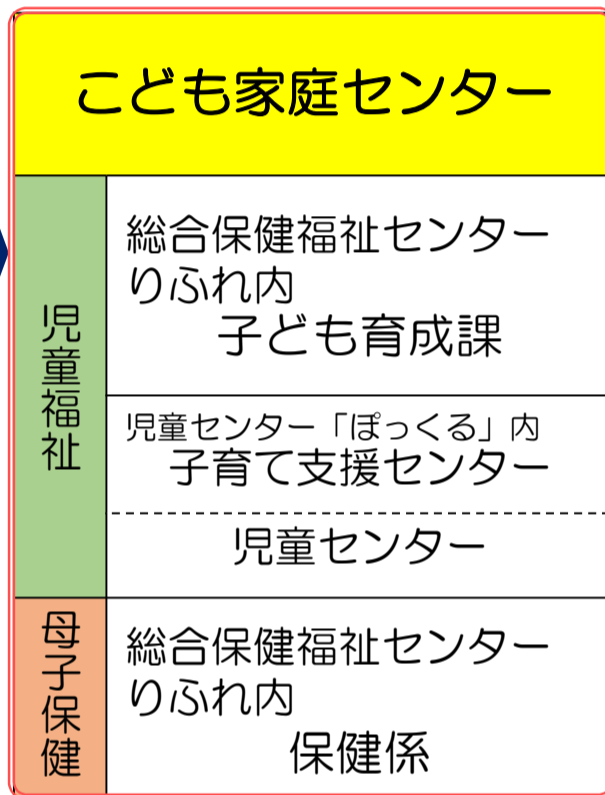 こども家庭センター
児童福祉
総合保健福祉センター
りふれ内
子ども育成課
児童センター「ぽっくる」内
子育て支援センター
児童センター
母子保健
総合保健福祉センター
りふれ内
保健係